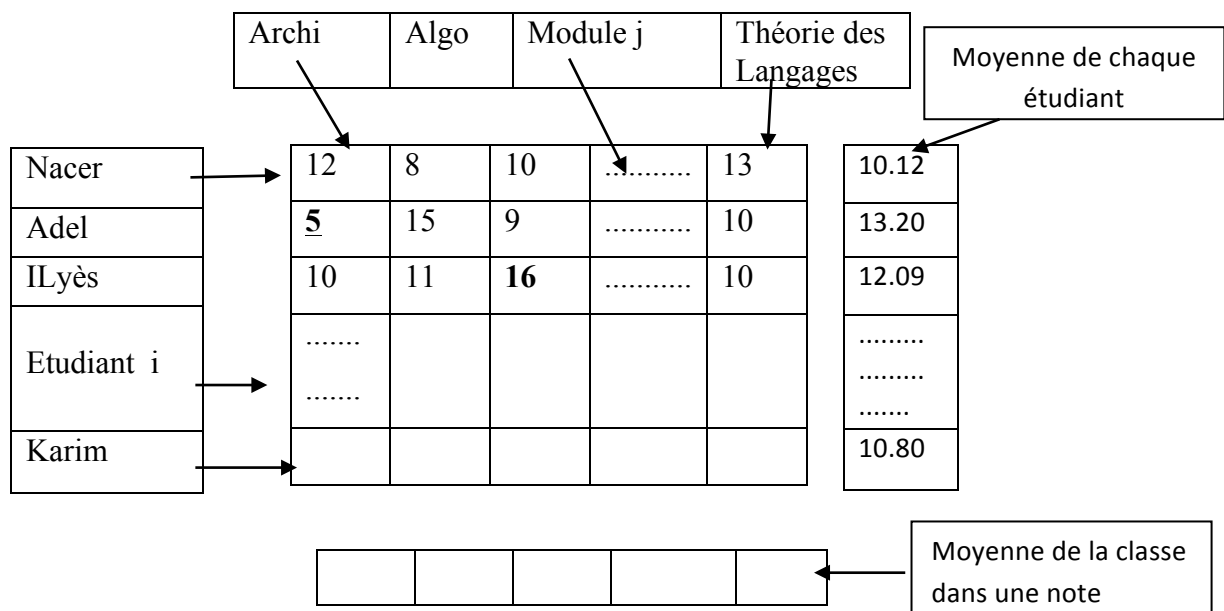 Archi Algo Module j Théorie des
Langages
Moyenne de chaque
étudiant
Nacer 12 8 10 ........... 13 10.12
Adel 5 15 9 ........... 10 13.20
ILyès 10 11 16 ........... 10 12.09
Etudiant i
.......
.......
.........
.........
.......
Karim 10.80
Moyenne de la classe
dans une note